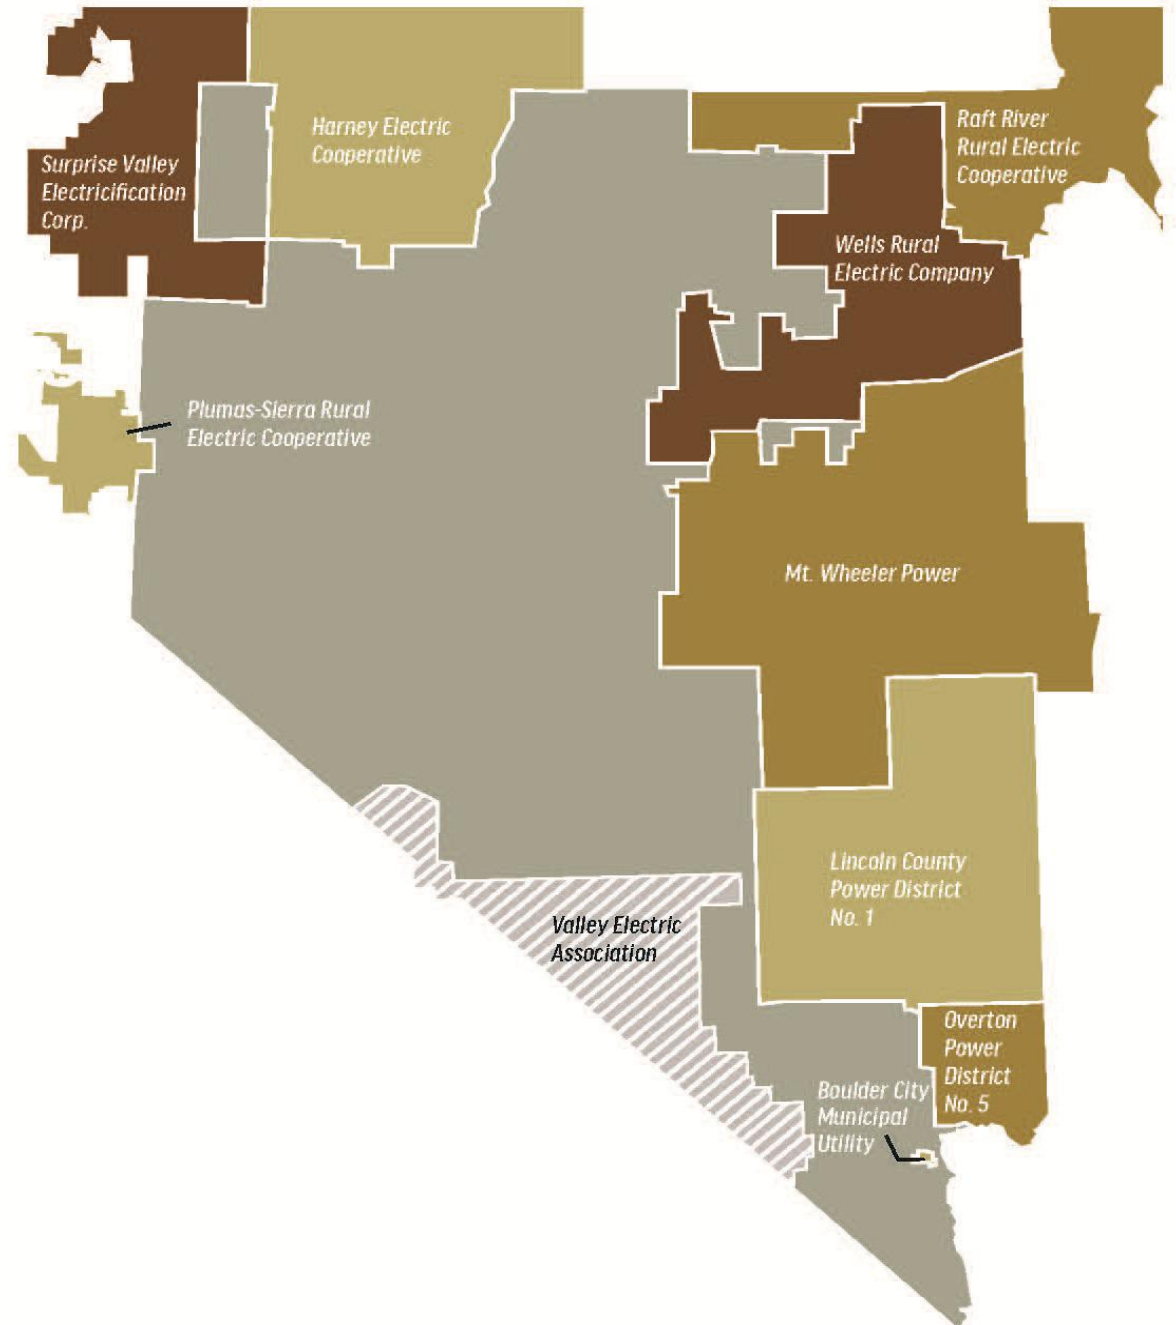 Harney Electric
Cooperative
Raft River
Rural Electric
Cooperative
Surprise Valley
Electricification
Corp.
Wells Rural
Electric Company
Plumas-Sierra Rural
Electric Cooperative
Mt. Wheeler Power
Lincoln County
Power District
No. 1
Valley Electric
Association
Overton
Power
District
No. 5
Boulder City
Municipal
Utility